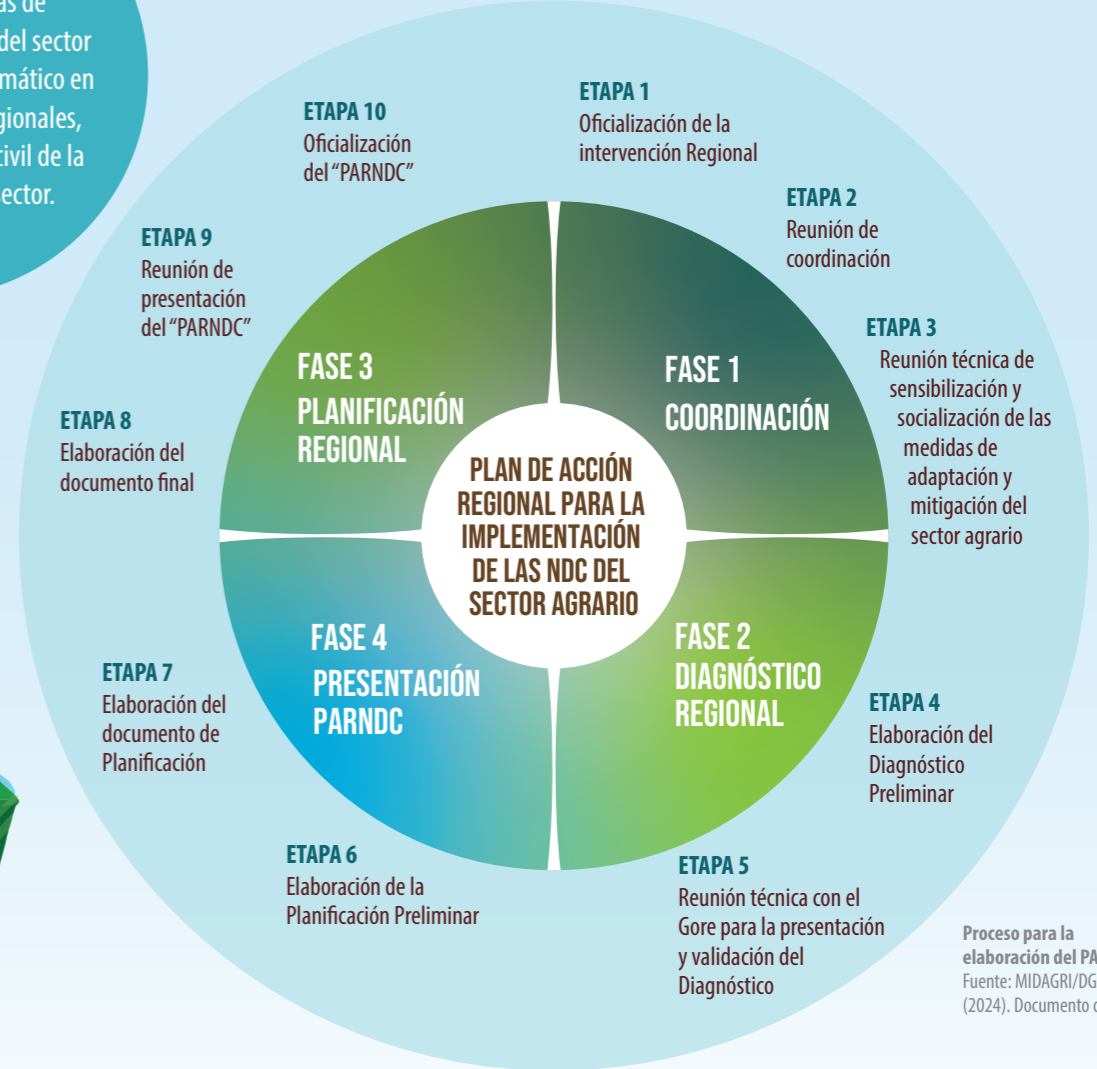 as de
del sector
mático en
gionales,
civil de la
sector.
ETAPA 1
Oficialización de la
intervención Regional
ETAPA 2
Reunión de
coordinación
ETAPA 3
Reunión técnica de
sensibilización y
socialización de las
medidas de
adaptación y
mitigación del
sector agrario
ETAPA 4
Elaboración del
Diagnóstico
Preliminar
ETAPA 5
Reunión técnica con el
Gore para la presentación
y validación del
Diagnóstico
ETAPA 6
Elaboración de la
Planificación Preliminar
ETAPA 7
Elaboración del
documento de
Planificación
ETAPA 8
Elaboración del
documento final
ETAPA 9
Reunión de
presentación
del “PARNDC”
ETAPA 10
Oficialización
del “PARNDC”
FASE 1
COORDINACIÓN
FASE 2
DIAGNÓSTICO
REGIONAL
FASE 3
PLANIFICACIÓN
REGIONAL
FASE 4
PRESENTACIÓN
PARNDC
PLAN DE ACCIÓN
REGIONAL PARA LA
IMPLEMENTACIÓN
DE LAS NDC DEL
SECTOR AGRARIO
Proceso para la
elaboración del PA
Fuente: MIDAGRI/DG
(2024). Documento